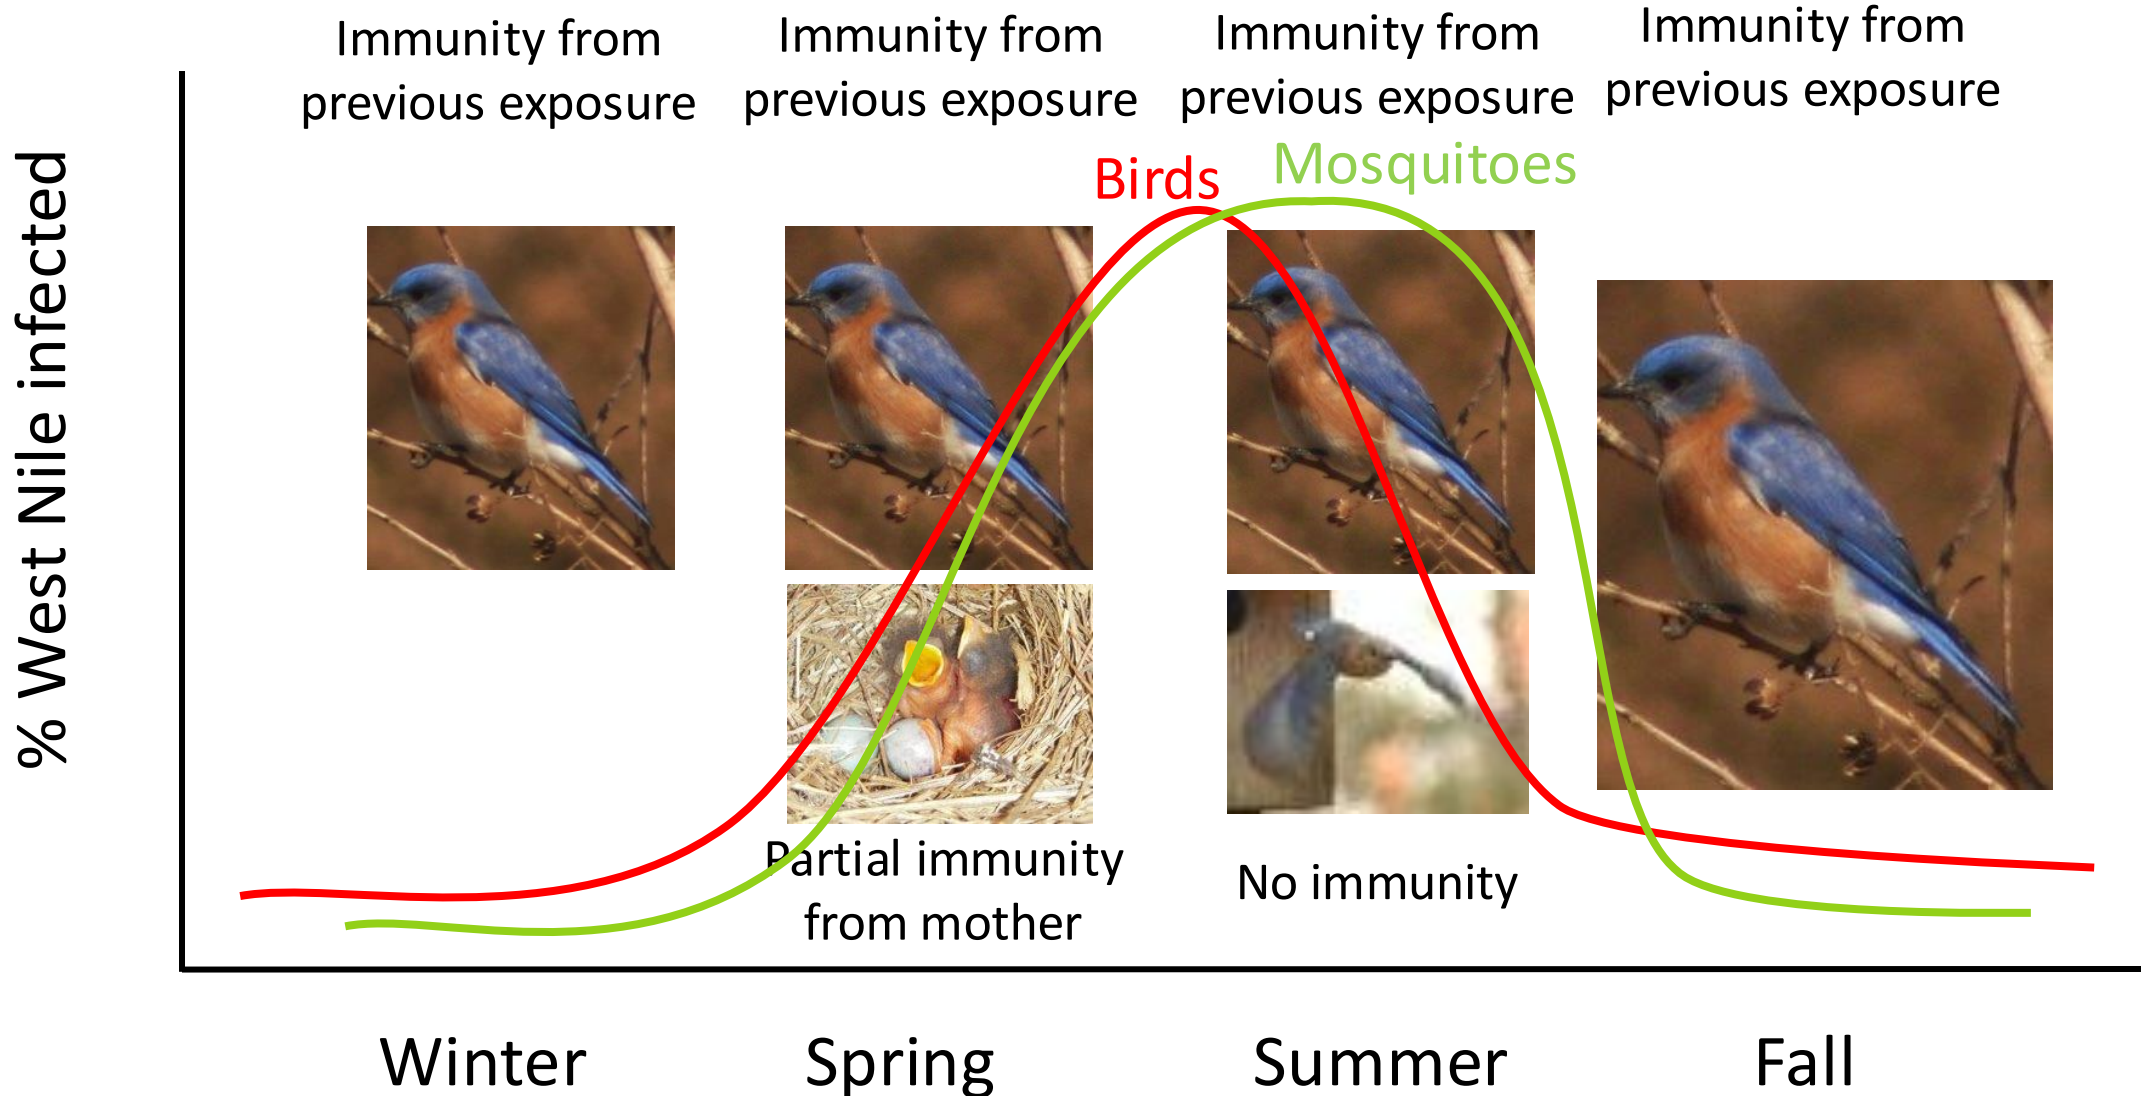 Immunity from
previous exposure
Immunity from
previous exposure
Immunity from
previous exposure
Immunity from
previous exposure
Birds
Mosquitoes
% West Nile infected
Partial immunity
from mother
No immunity
Winter
Spring
Summer
Fall